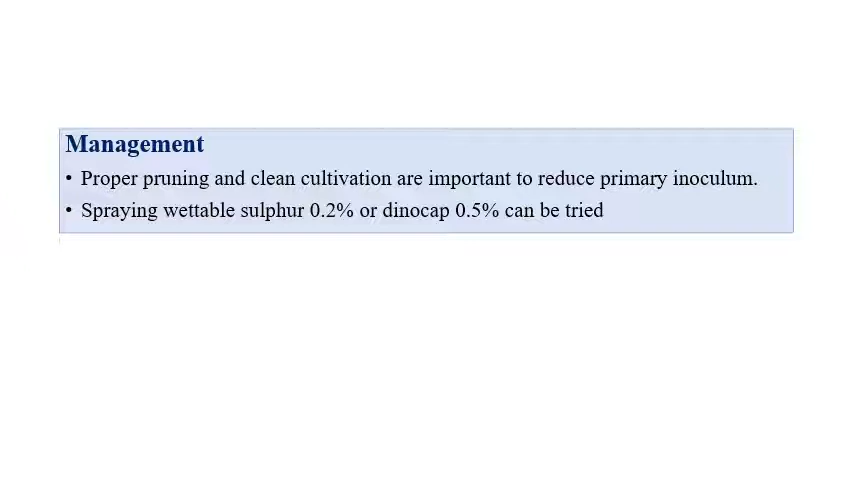 Management
• Proper pruning and clean cultivation are important to reduce primary inoculum.
• Spraying wettable sulphur 0.2% or dinocap 0.5% can be tried